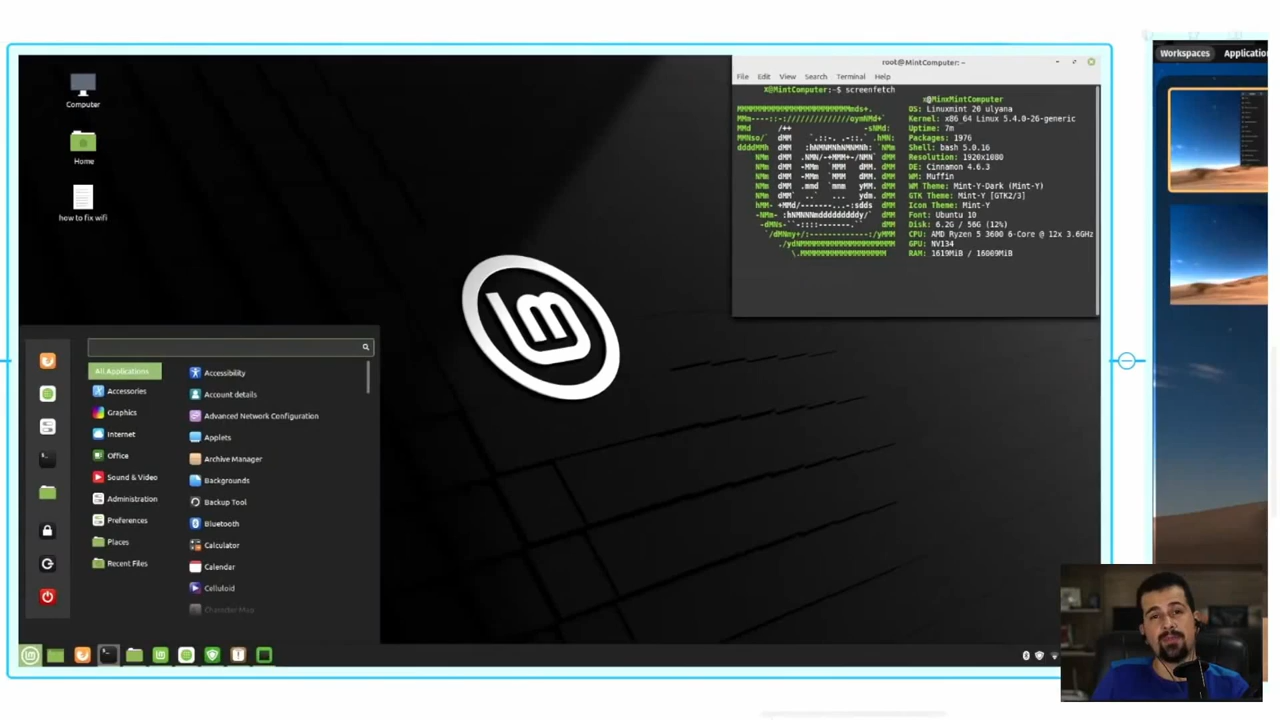 Computer
Home
how to fix wifi
root@MintComputer: ~
File Edit View Search Terminal Help
X@MintComputer:~$ screenfetch
x@MinxMintComputer
OS: Linuxmint 20 ulyana
Kernel: x86_64 Linux 5.4.0-26-generic
Uptime: 7m
Packages: 1976
Shell: bash 5.0.16
Resolution: 1920x1080
DE: Cinnamon 4.6.3
WM: Muffin
WM Theme: Mint-Y-Dark (Mint-Y)
GTK Theme: Mint-Y [GTK2/3]
Icon Theme: Mint-Y
Font: Ubuntu 10
Disk: 6.2G / 56G (12%)
CPU: AMD Ryzen 5 3600 6-Core @ 12x 3.6GHz
GPU: NV134
RAM: 1619MiB / 16009MiB
lm
All Applications
Accessories
Graphics
Internet
Office
Sound & Video
Administration
Preferences
Places
Recent Files
Accessibility
Account details
Advanced Network Configuration
Applets
Archive Manager
Backgrounds
Backup Tool
Bluetooth
Calculator
Calendar
Celluloid
Character Map
Workspaces